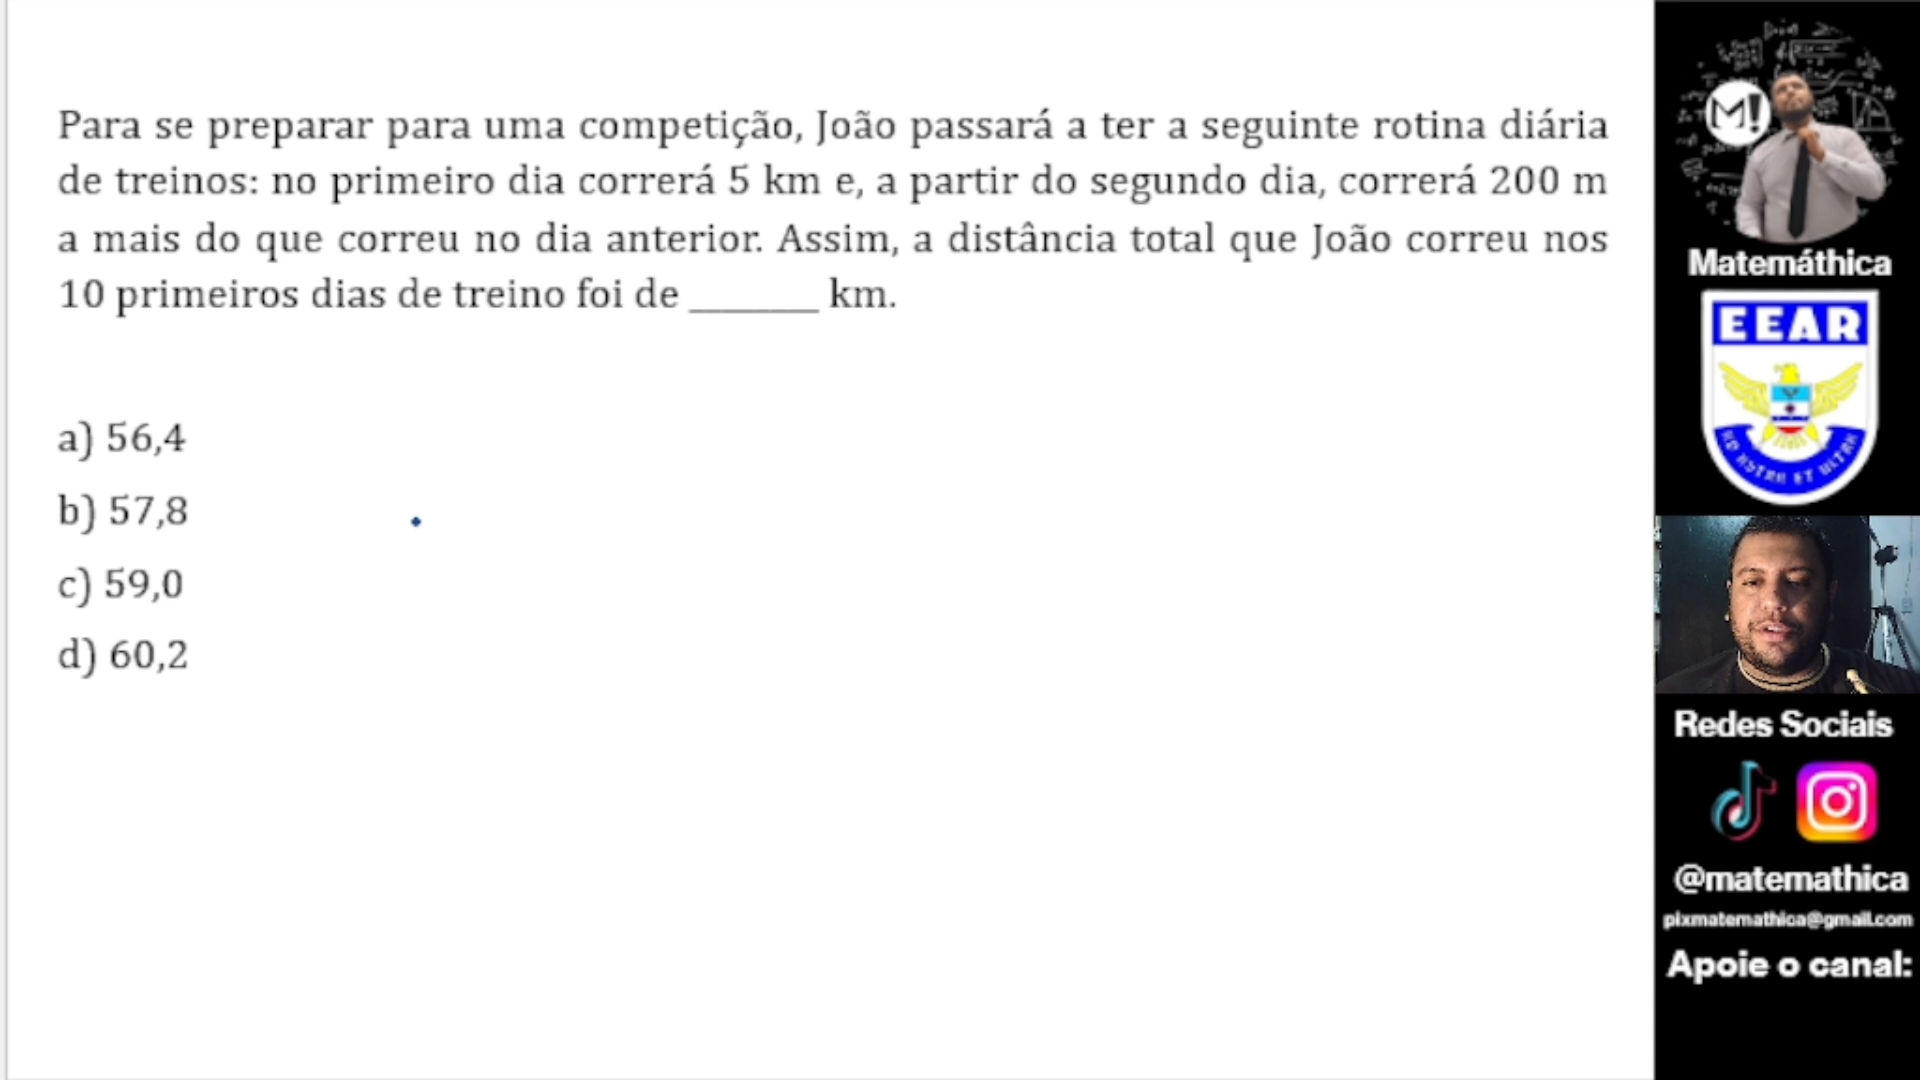 Para se preparar para uma competição, João passará a ter a seguinte rotina diária
de treinos: no primeiro dia correrá 5 km e, a partir do segundo dia, correrá 200 m
a mais do que correu no dia anterior. Assim, a distância total que João correu nos
10 primeiros dias de treino foi de _______ km.
a) 56,4
b) 57,8
c) 59,0
d) 60,2
M!
Matemáthica
EEAR
Redes Sociais
@matemathica
pixmatemathica@gmail.com
Apoie o canal: